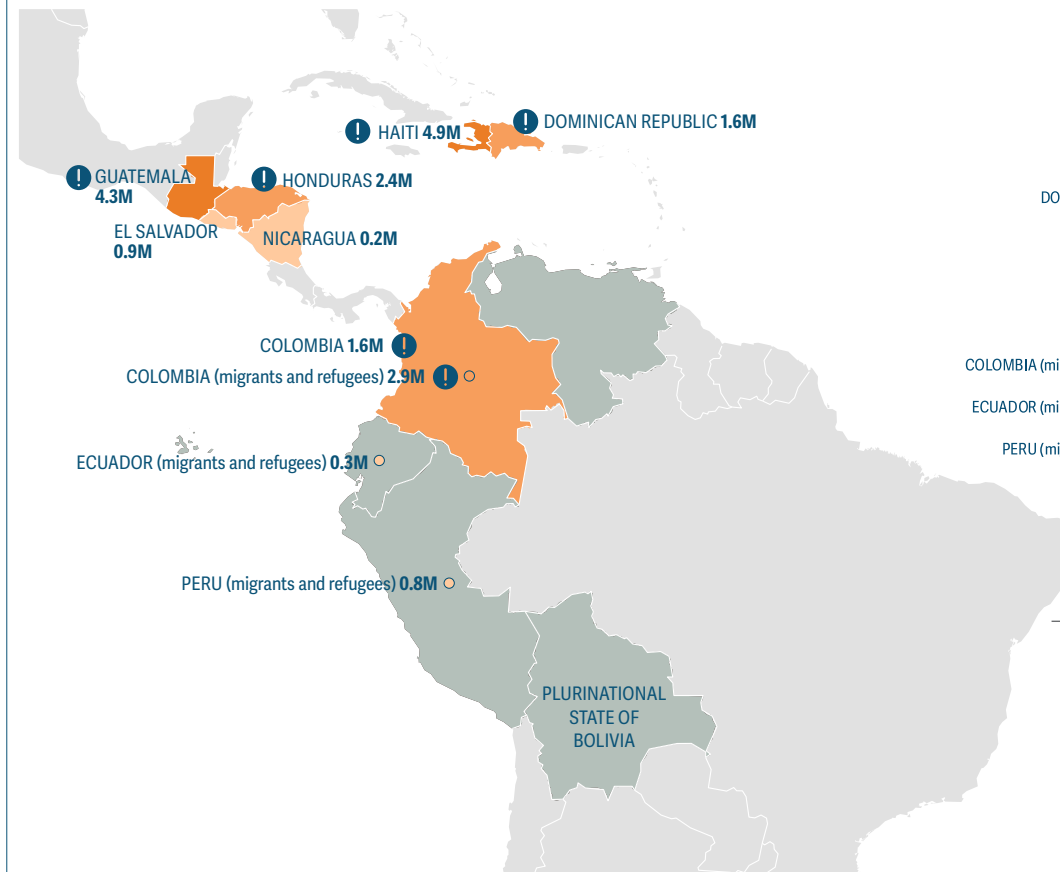 HAITI 4.9M
DOMINICAN REPUBLIC 1.6M
GUATEMALA
4.3M
HONDURAS 2.4M
EL SALVADOR
0.9M
NICARAGUA 0.2M
DO
COLOMBIA 1.6M
COLOMBIA (migrants and refugees) 2.9M
COLOMBIA (mi
ECUADOR (mi
PERU (mi
ECUADOR (migrants and refugees) 0.3M
PERU (migrants and refugees) 0.8M
PLURINATIONAL
STATE OF
BOLIVIA